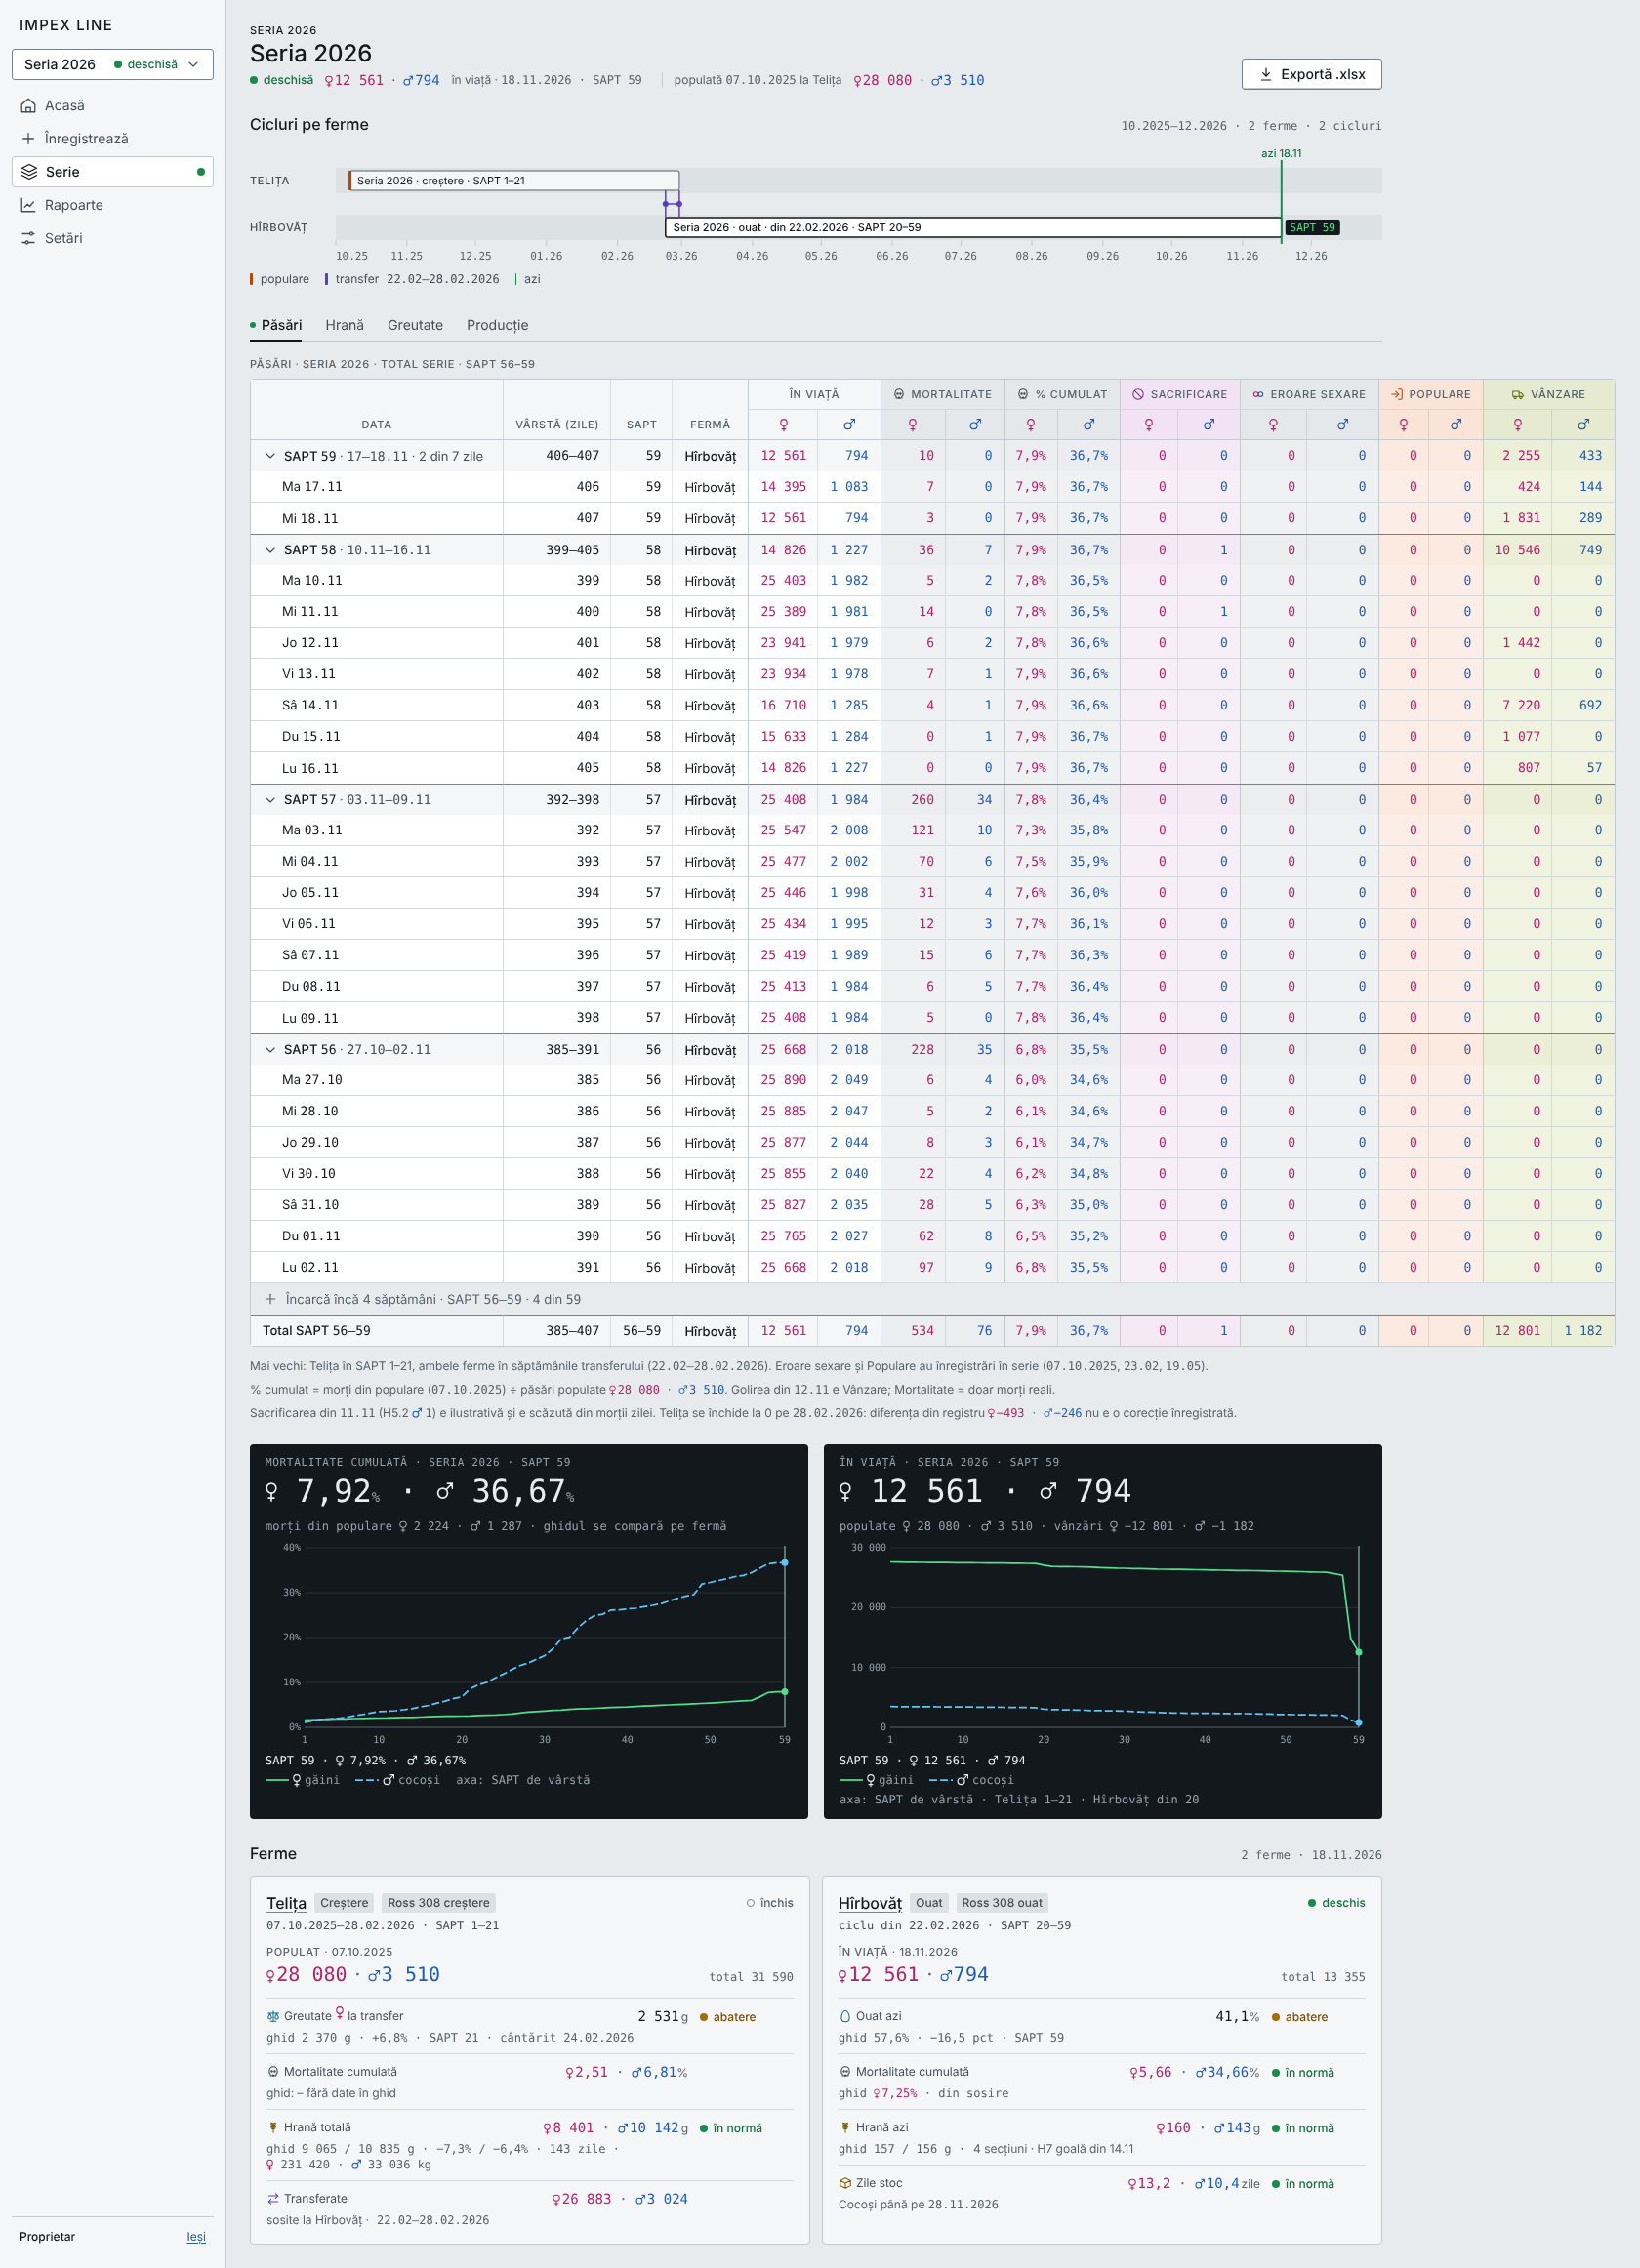 IMPEX LINE
Seria 2026 deschisă
Acasă
Înregistrează
Serie
Rapoarte
Setări
SERIA 2026
Seria 2026
deschisă ♀12 561 · ♂794 în viață · 18.11.2026 · SAPT 59 populată 07.10.2025 la Telița ♀28 080 · ♂3 510
Exportă .xlsx
Cicluri pe ferme
10.2025–12.2026 · 2 ferme · 2 cicluri
azi 18.11
TELIȚA Seria 2026 · creștere · SAPT 1–21
HÎRBOVĂȚ Seria 2026 · ouat · din 22.02.2026 · SAPT 20–59 SAPT 59
10.25 11.25 12.25 01.26 02.26 03.26 04.26 05.26 06.26 07.26 08.26 09.26 10.26 11.26 12.26
populare transfer 22.02–28.02.2026 azi
Păsări Hrană Greutate Producție
PĂSĂRI · SERIA 2026 · TOTAL SERIE · SAPT 56–59
ÎN VIAȚĂ MORTALITATE % CUMULAT SACRIFICARE EROARE SEXARE POPULARE VÂNZARE
DATA VÂRSTĂ (ZILE) SAPT FERMĂ ♀ ♂ ♀ ♂ ♀ ♂ ♀ ♂ ♀ ♂ ♀ ♂ ♀ ♂
SAPT 59 · 17–18.11 · 2 din 7 zile 406–407 59 Hîrbovăț 12 561 794 10 0 7,9% 36,7% 0 0 0 0 0 0 2 255 433
Ma 17.11 406 59 Hîrbovăț 14 395 1 083 7 0 7,9% 36,7% 0 0 0 0 0 0 424 144
Mi 18.11 407 59 Hîrbovăț 12 561 794 3 0 7,9% 36,7% 0 0 0 0 0 0 1 831 289
SAPT 58 · 10.11–16.11 399–405 58 Hîrbovăț 14 826 1 227 36 7 7,9% 36,7% 0 1 0 0 0 0 10 546 749
Ma 10.11 399 58 Hîrbovăț 25 403 1 982 5 2 7,8% 36,5% 0 0 0 0 0 0 0 0
Mi 11.11 400 58 Hîrbovăț 25 389 1 981 14 0 7,8% 36,5% 0 1 0 0 0 0 0 0
Jo 12.11 401 58 Hîrbovăț 23 941 1 979 6 2 7,8% 36,6% 0 0 0 0 0 0 1 442 0
Vi 13.11 402 58 Hîrbovăț 23 934 1 978 7 1 7,9% 36,6% 0 0 0 0 0 0 0 0
Sâ 14.11 403 58 Hîrbovăț 16 710 1 285 4 1 7,9% 36,6% 0 0 0 0 0 0 7 220 692
Du 15.11 404 58 Hîrbovăț 15 633 1 284 0 1 7,9% 36,7% 0 0 0 0 0 0 1 077 0
Lu 16.11 405 58 Hîrbovăț 14 826 1 227 0 0 7,9% 36,7% 0 0 0 0 0 0 807 57
SAPT 57 · 03.11–09.11 392–398 57 Hîrbovăț 25 408 1 984 260 34 7,8% 36,4% 0 0 0 0 0 0 0 0
Ma 03.11 392 57 Hîrbovăț 25 547 2 008 121 10 7,3% 35,8% 0 0 0 0 0 0 0 0
Mi 04.11 393 57 Hîrbovăț 25 477 2 002 70 6 7,5% 35,9% 0 0 0 0 0 0 0 0
Jo 05.11 394 57 Hîrbovăț 25 446 1 998 31 4 7,6% 36,0% 0 0 0 0 0 0 0 0
Vi 06.11 395 57 Hîrbovăț 25 434 1 995 12 3 7,7% 36,1% 0 0 0 0 0 0 0 0
Sâ 07.11 396 57 Hîrbovăț 25 419 1 989 15 6 7,7% 36,3% 0 0 0 0 0 0 0 0
Du 08.11 397 57 Hîrbovăț 25 413 1 984 6 5 7,7% 36,4% 0 0 0 0 0 0 0 0
Lu 09.11 398 57 Hîrbovăț 25 408 1 984 5 0 7,8% 36,4% 0 0 0 0 0 0 0 0
SAPT 56 · 27.10–02.11 385–391 56 Hîrbovăț 25 668 2 018 228 35 6,8% 35,5% 0 0 0 0 0 0 0 0
Ma 27.10 385 56 Hîrbovăț 25 890 2 049 6 4 6,0% 34,6% 0 0 0 0 0 0 0 0
Mi 28.10 386 56 Hîrbovăț 25 885 2 047 5 2 6,1% 34,6% 0 0 0 0 0 0 0 0
Jo 29.10 387 56 Hîrbovăț 25 877 2 044 8 3 6,1% 34,7% 0 0 0 0 0 0 0 0
Vi 30.10 388 56 Hîrbovăț 25 855 2 040 22 4 6,2% 34,8% 0 0 0 0 0 0 0 0
Sâ 31.10 389 56 Hîrbovăț 25 827 2 035 28 5 6,3% 35,0% 0 0 0 0 0 0 0 0
Du 01.11 390 56 Hîrbovăț 25 765 2 027 62 8 6,5% 35,2% 0 0 0 0 0 0 0 0
Lu 02.11 391 56 Hîrbovăț 25 668 2 018 97 9 6,8% 35,5% 0 0 0 0 0 0 0 0
Încarcă încă 4 săptămâni · SAPT 56–59 · 4 din 59
Total SAPT 56–59 385–407 56–59 Hîrbovăț 12 561 794 534 76 7,9% 36,7% 0 1 0 0 0 0 12 801 1 182
Mai vechi: Telița în SAPT 1–21, ambele ferme în săptămânile transferului (22.02–28.02.2026). Eroare sexare și Populare au înregistrări în serie (07.10.2025, 23.02, 19.05).
% cumulat = morți din populare (07.10.2025) ÷ păsări populate ♀28 080 · ♂3 510. Golirea din 12.11 e Vânzare; Mortalitate = doar morți reali.
Sacrificarea din 11.11 (H5.2 ♂ 1) e ilustrativă și e scăzută din morții zilei. Telița se închide la 0 pe 28.02.2026: diferența din registru ♀−493 · ♂−246 nu e o corecție înregistrată.
MORTALITATE CUMULATĂ · SERIA 2026 · SAPT 59
♀ 7,92% · ♂ 36,67%
morți din populare ♀ 2 224 · ♂ 1 287 · ghidul se compară pe fermă
40%
30%
20%
10%
0%
1 10 20 30 40 50 59
SAPT 59 · ♀ 7,92% · ♂ 36,67%
♀ găini ♂ cocoși axa: SAPT de vârstă
ÎN VIAȚĂ · SERIA 2026 · SAPT 59
♀ 12 561 · ♂ 794
populate ♀ 28 080 · ♂ 3 510 · vânzări ♀ −12 801 · ♂ −1 182
30 000
20 000
10 000
0
1 10 20 30 40 50 59
SAPT 59 · ♀ 12 561 · ♂ 794
♀ găini ♂ cocoși
axa: SAPT de vârstă · Telița 1–21 · Hîrbovăț din 20
Ferme
2 ferme · 18.11.2026
Telița Creștere Ross 308 creștere închis
07.10.2025–28.02.2026 · SAPT 1–21
POPULAT · 07.10.2025
♀28 080 · ♂3 510 total 31 590
Greutate ♀ la transfer 2 531 g abatere
ghid 2 370 g · +6,8% · SAPT 21 · cântărit 24.02.2026
Mortalitate cumulată ♀2,51 · ♂6,81%
ghid: – fără date în ghid
Hrană totală ♀8 401 · ♂10 142 g în normă
ghid 9 065 / 10 835 g · −7,3% / −6,4% · 143 zile ·
♀ 231 420 · ♂ 33 036 kg
Transferate ♀26 883 · ♂3 024
sosite la Hîrbovăț · 22.02–28.02.2026
Hîrbovăț Ouat Ross 308 ouat deschis
ciclu din 22.02.2026 · SAPT 20–59
ÎN VIAȚĂ · 18.11.2026
♀12 561 · ♂794 total 13 355
Ouat azi 41,1% abatere
ghid 57,6% · −16,5 pct · SAPT 59
Mortalitate cumulată ♀5,66 · ♂34,66% în normă
ghid ♀7,25% · din sosire
Hrană azi ♀160 · ♂143 g în normă
ghid 157 / 156 g · 4 secțiuni · H7 goală din 14.11
Zile stoc ♀13,2 · ♂10,4 zile în normă
Cocoși până pe 28.11.2026
Proprietar Ieși